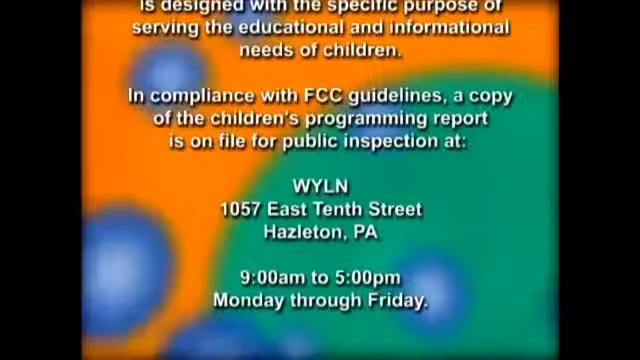 is designed with the specific purpose of
serving the educational and informational
needs of children.
In compliance with FCC guidelines, a copy
of the children's programming report
is on file for public inspection at:
WYLN
1057 East Tenth Street
Hazleton, PA
9:00am to 5:00pm
Monday through Friday.